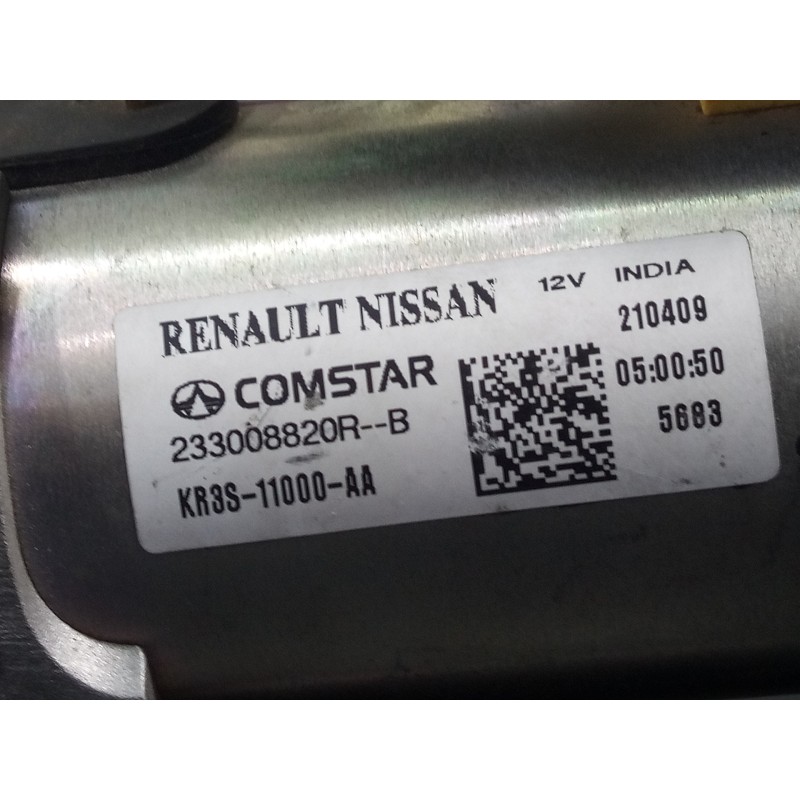 RENAULT NISSAN 12V INDIA
210409
COMSTAR 05:00:50
233008820R--B 5683
KR3S-11000-AA